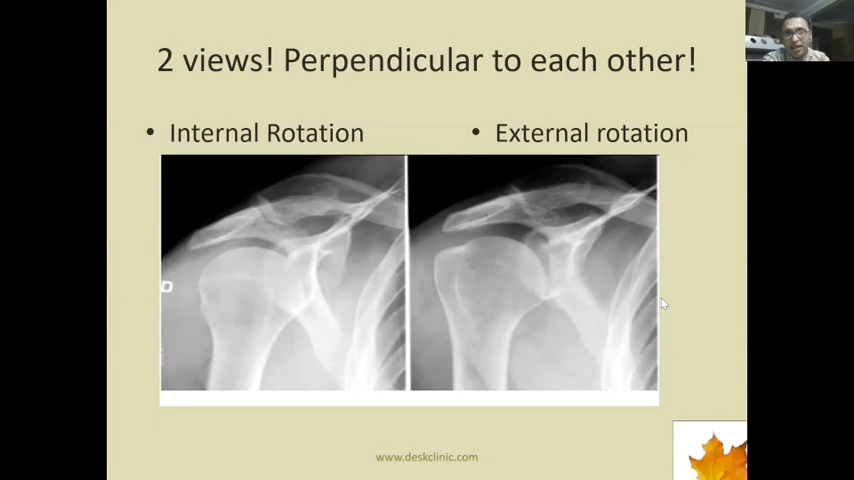 2 views! Perpendicular to each other!
• Internal Rotation
• External rotation
D
www.deskclinic.com